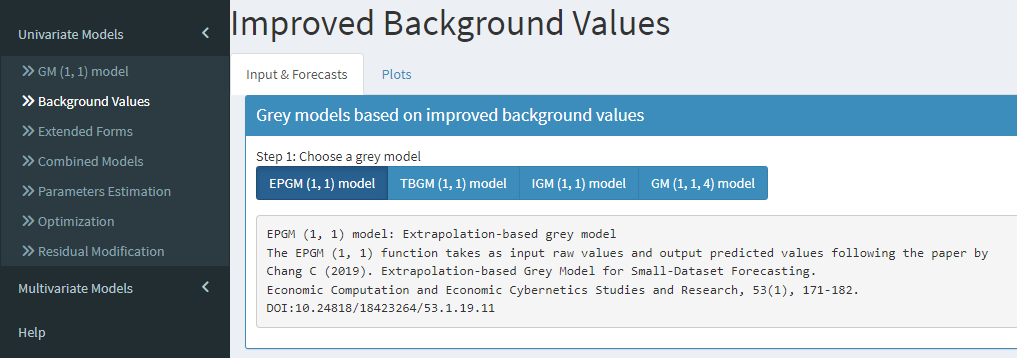 Improved Background Values
Univariate Models
GM (1, 1) model
Background Values
Extended Forms
Combined Models
Parameters Estimation
Optimization
Residual Modification
Multivariate Models
Help
Input & Forecasts
Plots
Grey models based on improved background values
Step 1: Choose a grey model
EPGM (1, 1) model
TBGM (1, 1) model
IGM (1, 1) model
GM (1, 1, 4) model
EPGM (1, 1) model: Extrapolation-based grey model
The EPGM (1, 1) function takes as input raw values and output predicted values following the paper by
Chang C (2019). Extrapolation-based Grey Model for Small-Dataset Forecasting.
Economic Computation and Economic Cybernetics Studies and Research, 53(1), 171-182.
DOI:10.24818/18423264/53.1.19.11